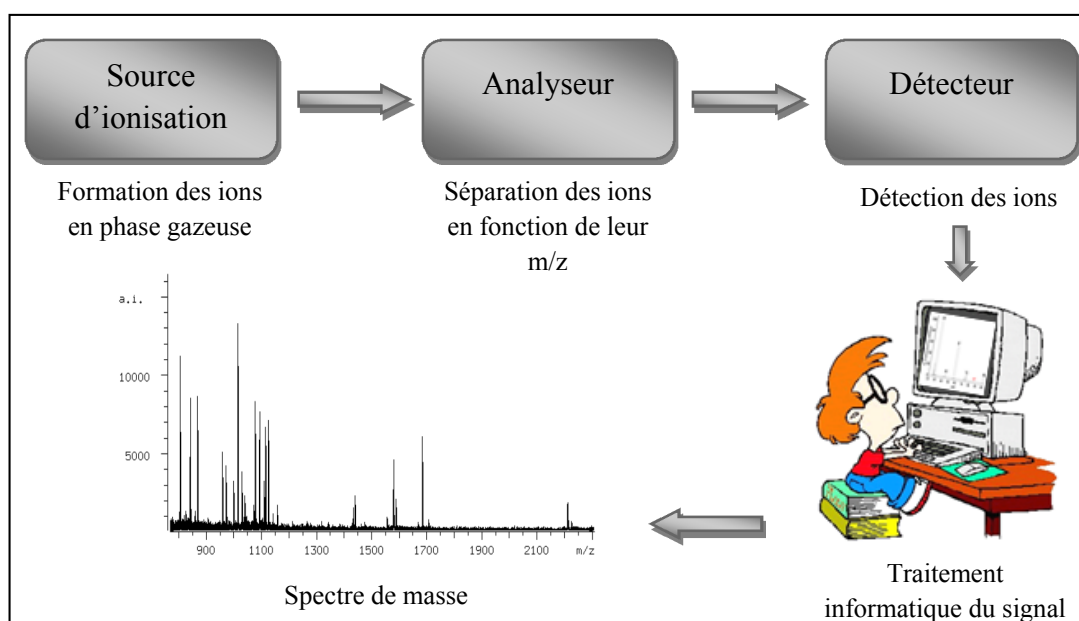 Source
d'ionisation
Analyseur
Détecteur
Formation des ions
en phase gazeuse
Séparation des ions
en fonction de leur
m/z
Détection des ions
a.i.
10000
5000
900
1100
1300
1500
1700
1900
2100
m/z
Spectre de masse
Traitement
informatique du signal